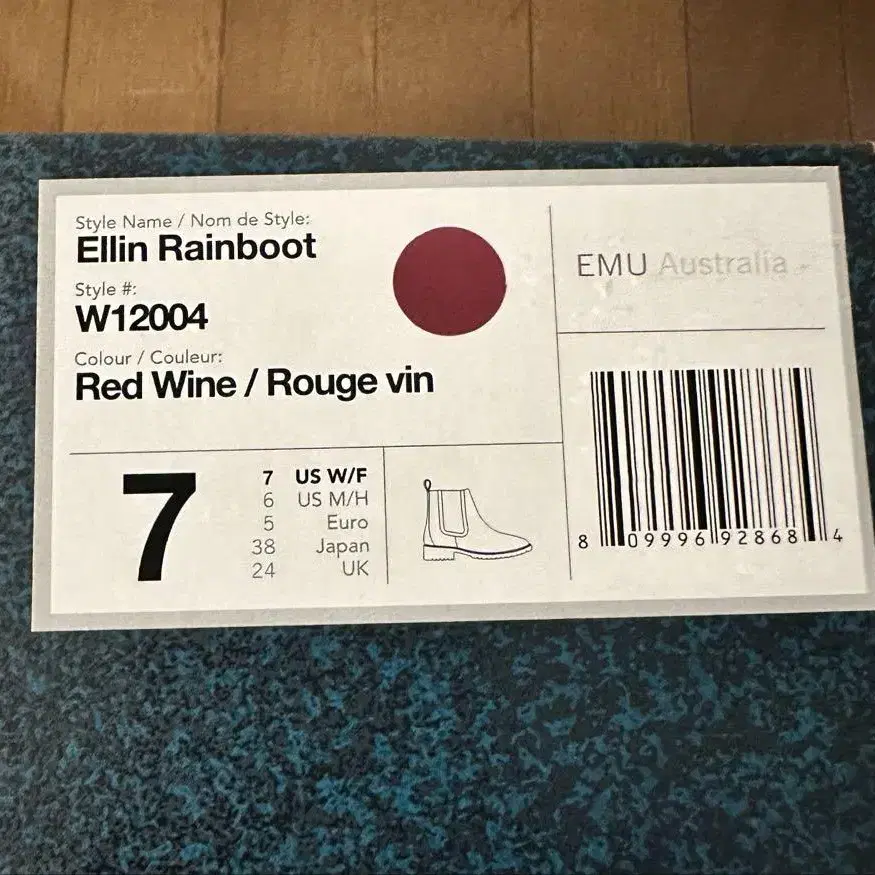 Style Name / Nom de Style:
Ellin Rainboot
Style #:
W12004
Colour / Couleur:
Red Wine / Rouge vin
EMU Australia
7
7 US W/F
6 US M/H
5 Euro
38 Japan
24 UK
8 09996 92868 4